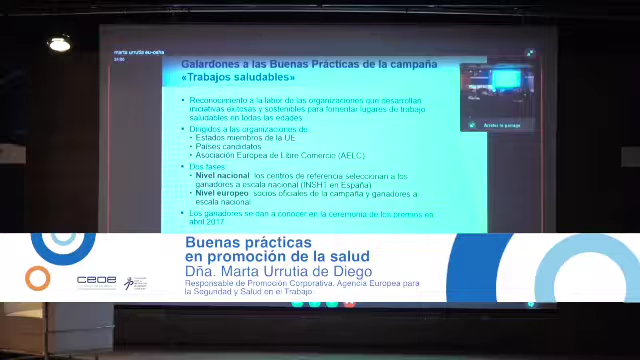 marta urrutia eu-osha
Galardones a las Buenas Prácticas de la campaña
«Trabajos saludables»
Reconocimiento a la labor de las organizaciones que desarrollan
iniciativas exitosas y sostenibles para fomentar lugares de trabajo
saludables en todas las edades
Dirigidos a las organizaciones de:
Estados miembros de la UE
Países candidatos
Asociación Europea de Libre Comercio (AELC)
Dos fases:
Nivel nacional: los centros de referencia seleccionan a los
ganadores a escala nacional (INSHT en España)
Nivel europeo: socios oficiales de la campaña y ganadores a
escala nacional
Los ganadores se dan a conocer en la ceremonia de los premios en
abril 2017
Buenas prácticas
en promoción de la salud
Dña. Marta Urrutia de Diego
Responsable de Promoción Corporativa. Agencia Europea para
la Seguridad y Salud en el Trabajo
CEOE